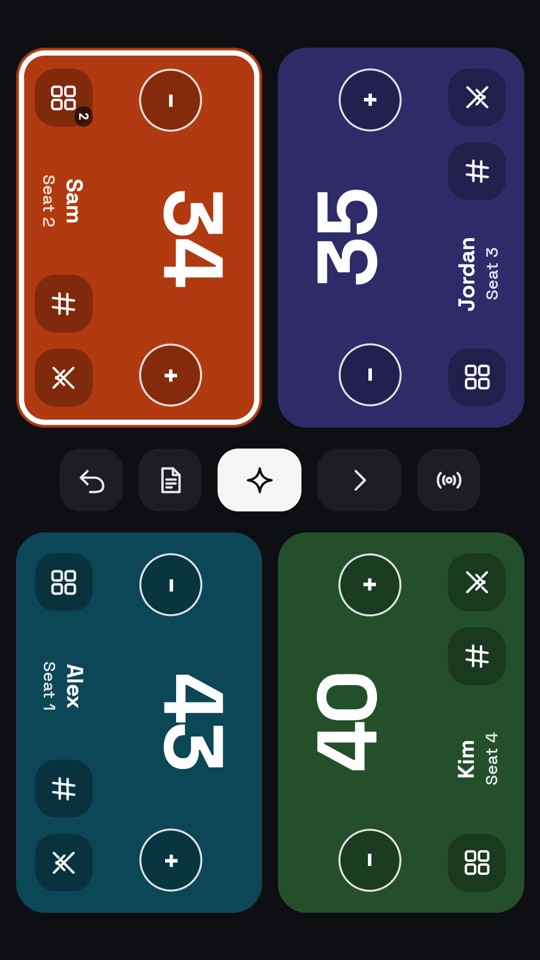 2
Sam
Seat 2
−
34
+
+
35
−
Jordan
Seat 3
Alex
Seat 1
−
43
+
+
40
−
Kim
Seat 4